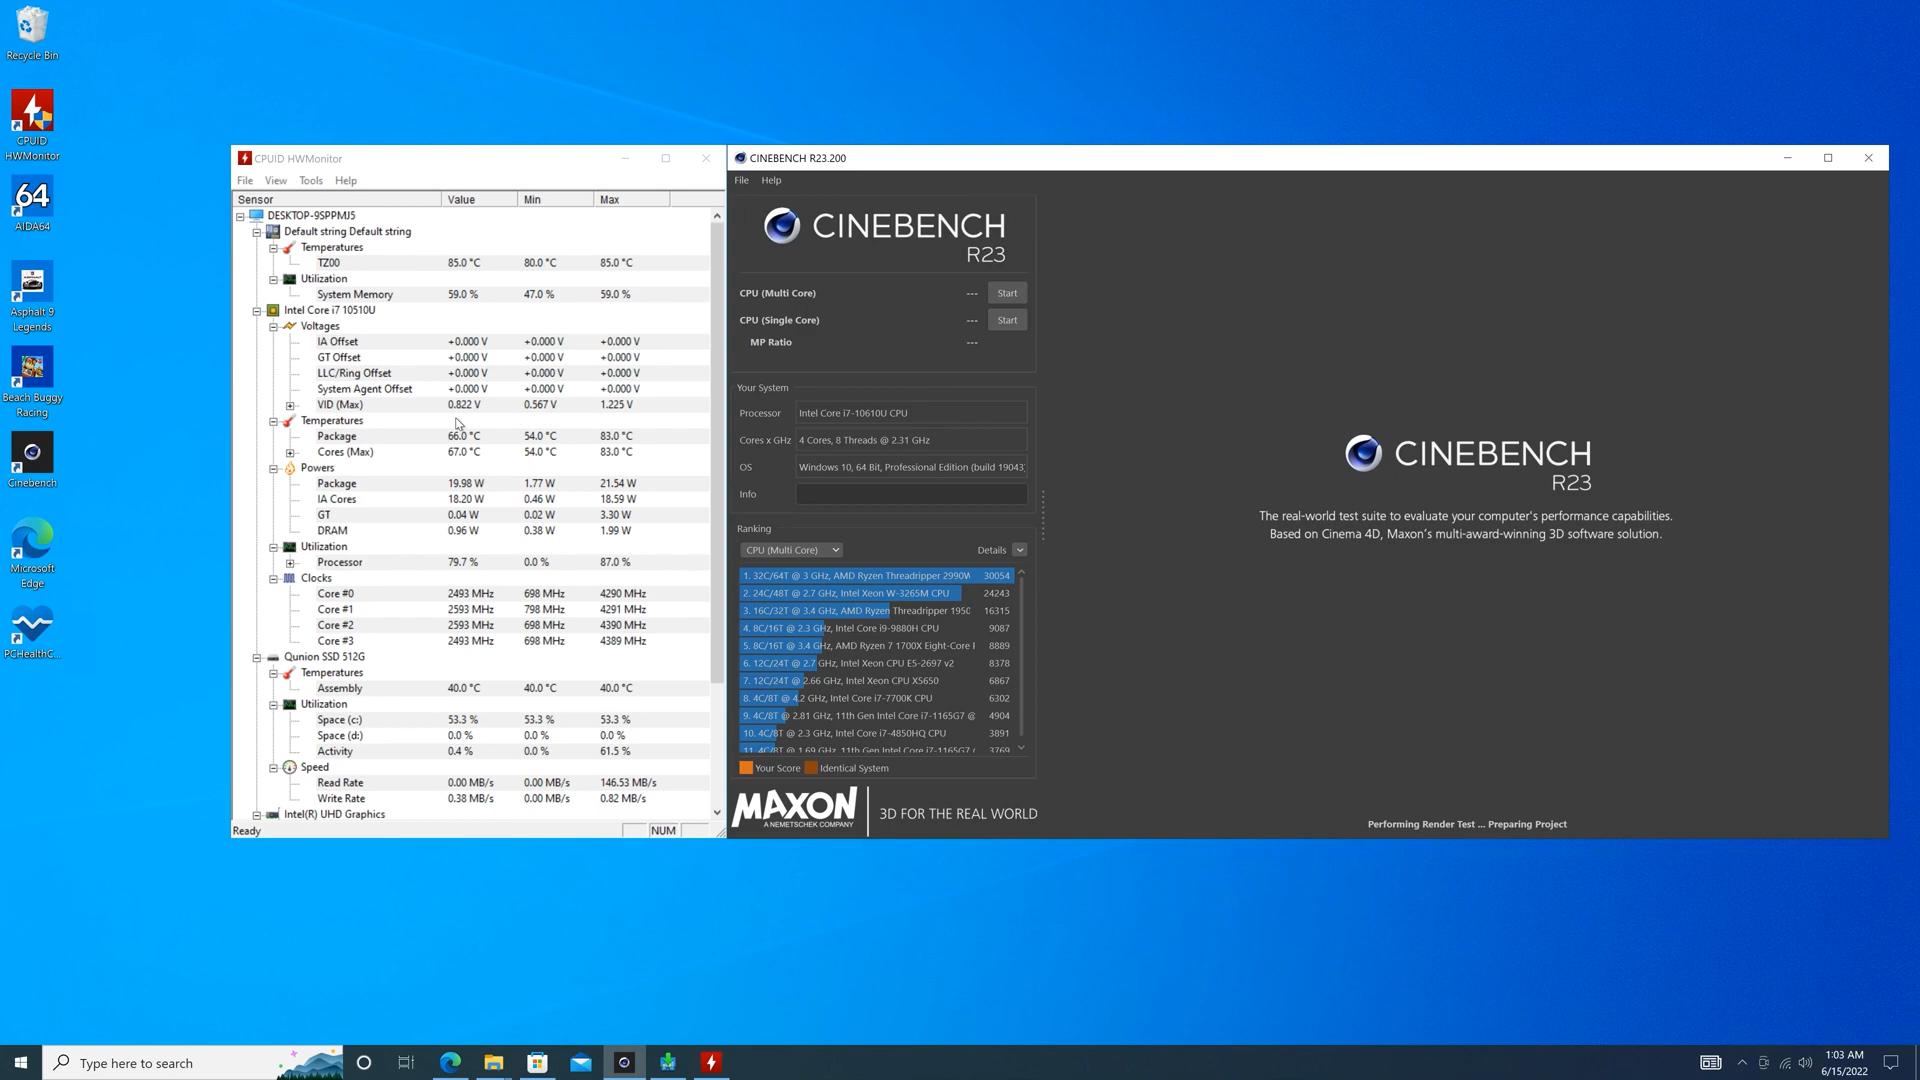 Recycle Bin
CPUID
HWMonitor
64
AIDA64
Asphalt 9
Legends
Beach Buggy
Racing
Cinebench
Microsoft
Edge
PCHealthC...
CPUID HWMonitor
File View Tools Help
Sensor Value Min Max
DESKTOP-9SPPMJ5
Default string Default string
Temperatures
TZ00 85.0 °C 80.0 °C 85.0 °C
Utilization
System Memory 59.0 % 47.0 % 59.0 %
Intel Core i7 10510U
Voltages
IA Offset +0.000 V +0.000 V +0.000 V
GT Offset +0.000 V +0.000 V +0.000 V
LLC/Ring Offset +0.000 V +0.000 V +0.000 V
System Agent Offset +0.000 V +0.000 V +0.000 V
VID (Max) 0.822 V 0.567 V 1.225 V
Temperatures
Package 66.0 °C 54.0 °C 83.0 °C
Cores (Max) 67.0 °C 54.0 °C 83.0 °C
Powers
Package 19.98 W 1.77 W 21.54 W
IA Cores 18.20 W 0.46 W 18.59 W
GT 0.04 W 0.02 W 3.30 W
DRAM 0.96 W 0.38 W 1.99 W
Utilization
Processor 79.7 % 0.0 % 87.0 %
Clocks
Core #0 2493 MHz 698 MHz 4290 MHz
Core #1 2593 MHz 798 MHz 4291 MHz
Core #2 2593 MHz 698 MHz 4390 MHz
Core #3 2493 MHz 698 MHz 4389 MHz
Qunion SSD 512G
Temperatures
Assembly 40.0 °C 40.0 °C 40.0 °C
Utilization
Space (c:) 53.3 % 53.3 % 53.3 %
Space (d:) 0.0 % 0.0 % 0.0 %
Activity 0.4 % 0.0 % 61.5 %
Speed
Read Rate 0.00 MB/s 0.00 MB/s 146.53 MB/s
Write Rate 0.38 MB/s 0.00 MB/s 0.82 MB/s
Intel(R) UHD Graphics
Ready NUM
CINEBENCH R23.200
File Help
CINEBENCH
R23
CPU (Multi Core) --- Start
CPU (Single Core) --- Start
MP Ratio ---
Your System
Processor Intel Core i7-10610U CPU
Cores x GHz 4 Cores, 8 Threads @ 2.31 GHz
OS Windows 10, 64 Bit, Professional Edition (build 19043)
Info
Ranking
CPU (Multi Core) Details
1. 32C/64T @ 3 GHz, AMD Ryzen Threadripper 2990W 30054
2. 24C/48T @ 2.7 GHz, Intel Xeon W-3265M CPU 24243
3. 16C/32T @ 3.4 GHz, AMD Ryzen Threadripper 1950 16315
4. 8C/16T @ 2.3 GHz, Intel Core i9-9880H CPU 9087
5. 8C/16T @ 3.4 GHz, AMD Ryzen 7 1700X Eight-Core 8889
6. 12C/24T @ 2.7 GHz, Intel Xeon CPU E5-2697 v2 8378
7. 12C/24T @ 2.66 GHz, Intel Xeon CPU X5650 6867
8. 4C/8T @ 4.2 GHz, Intel Core i7-7700K CPU 6302
9. 4C/8T @ 2.81 GHz, 11th Gen Intel Core i7-1165G7 @ 4904
10. 4C/8T @ 2.3 GHz, Intel Core i7-4850HQ CPU 3891
11. 4C/8T @ 1.69 GHz, 11th Gen Intel Core i7-1165G7 3769
Your Score Identical System
MAXON
A NEMETSCHEK COMPANY
3D FOR THE REAL WORLD
CINEBENCH
R23
The real-world test suite to evaluate your computer's performance capabilities.
Based on Cinema 4D, Maxon's multi-award-winning 3D software solution.
Performing Render Test ... Preparing Project
Type here to search
1:03 AM
6/15/2022